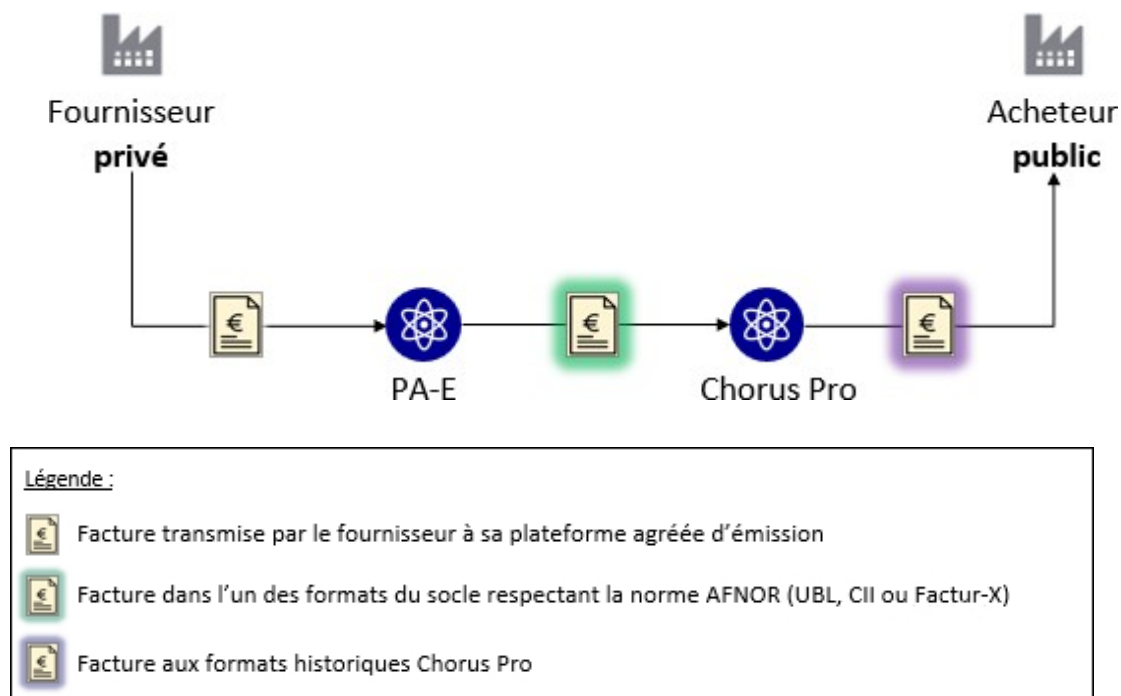 Fournisseur
privé
Acheteur
public
€
€
€
PA-E
Chorus Pro
Légende :
€ Facture transmise par le fournisseur à sa plateforme agréée d’émission
€ Facture dans l’un des formats du socle respectant la norme AFNOR (UBL, CII ou Factur-X)
€ Facture aux formats historiques Chorus Pro